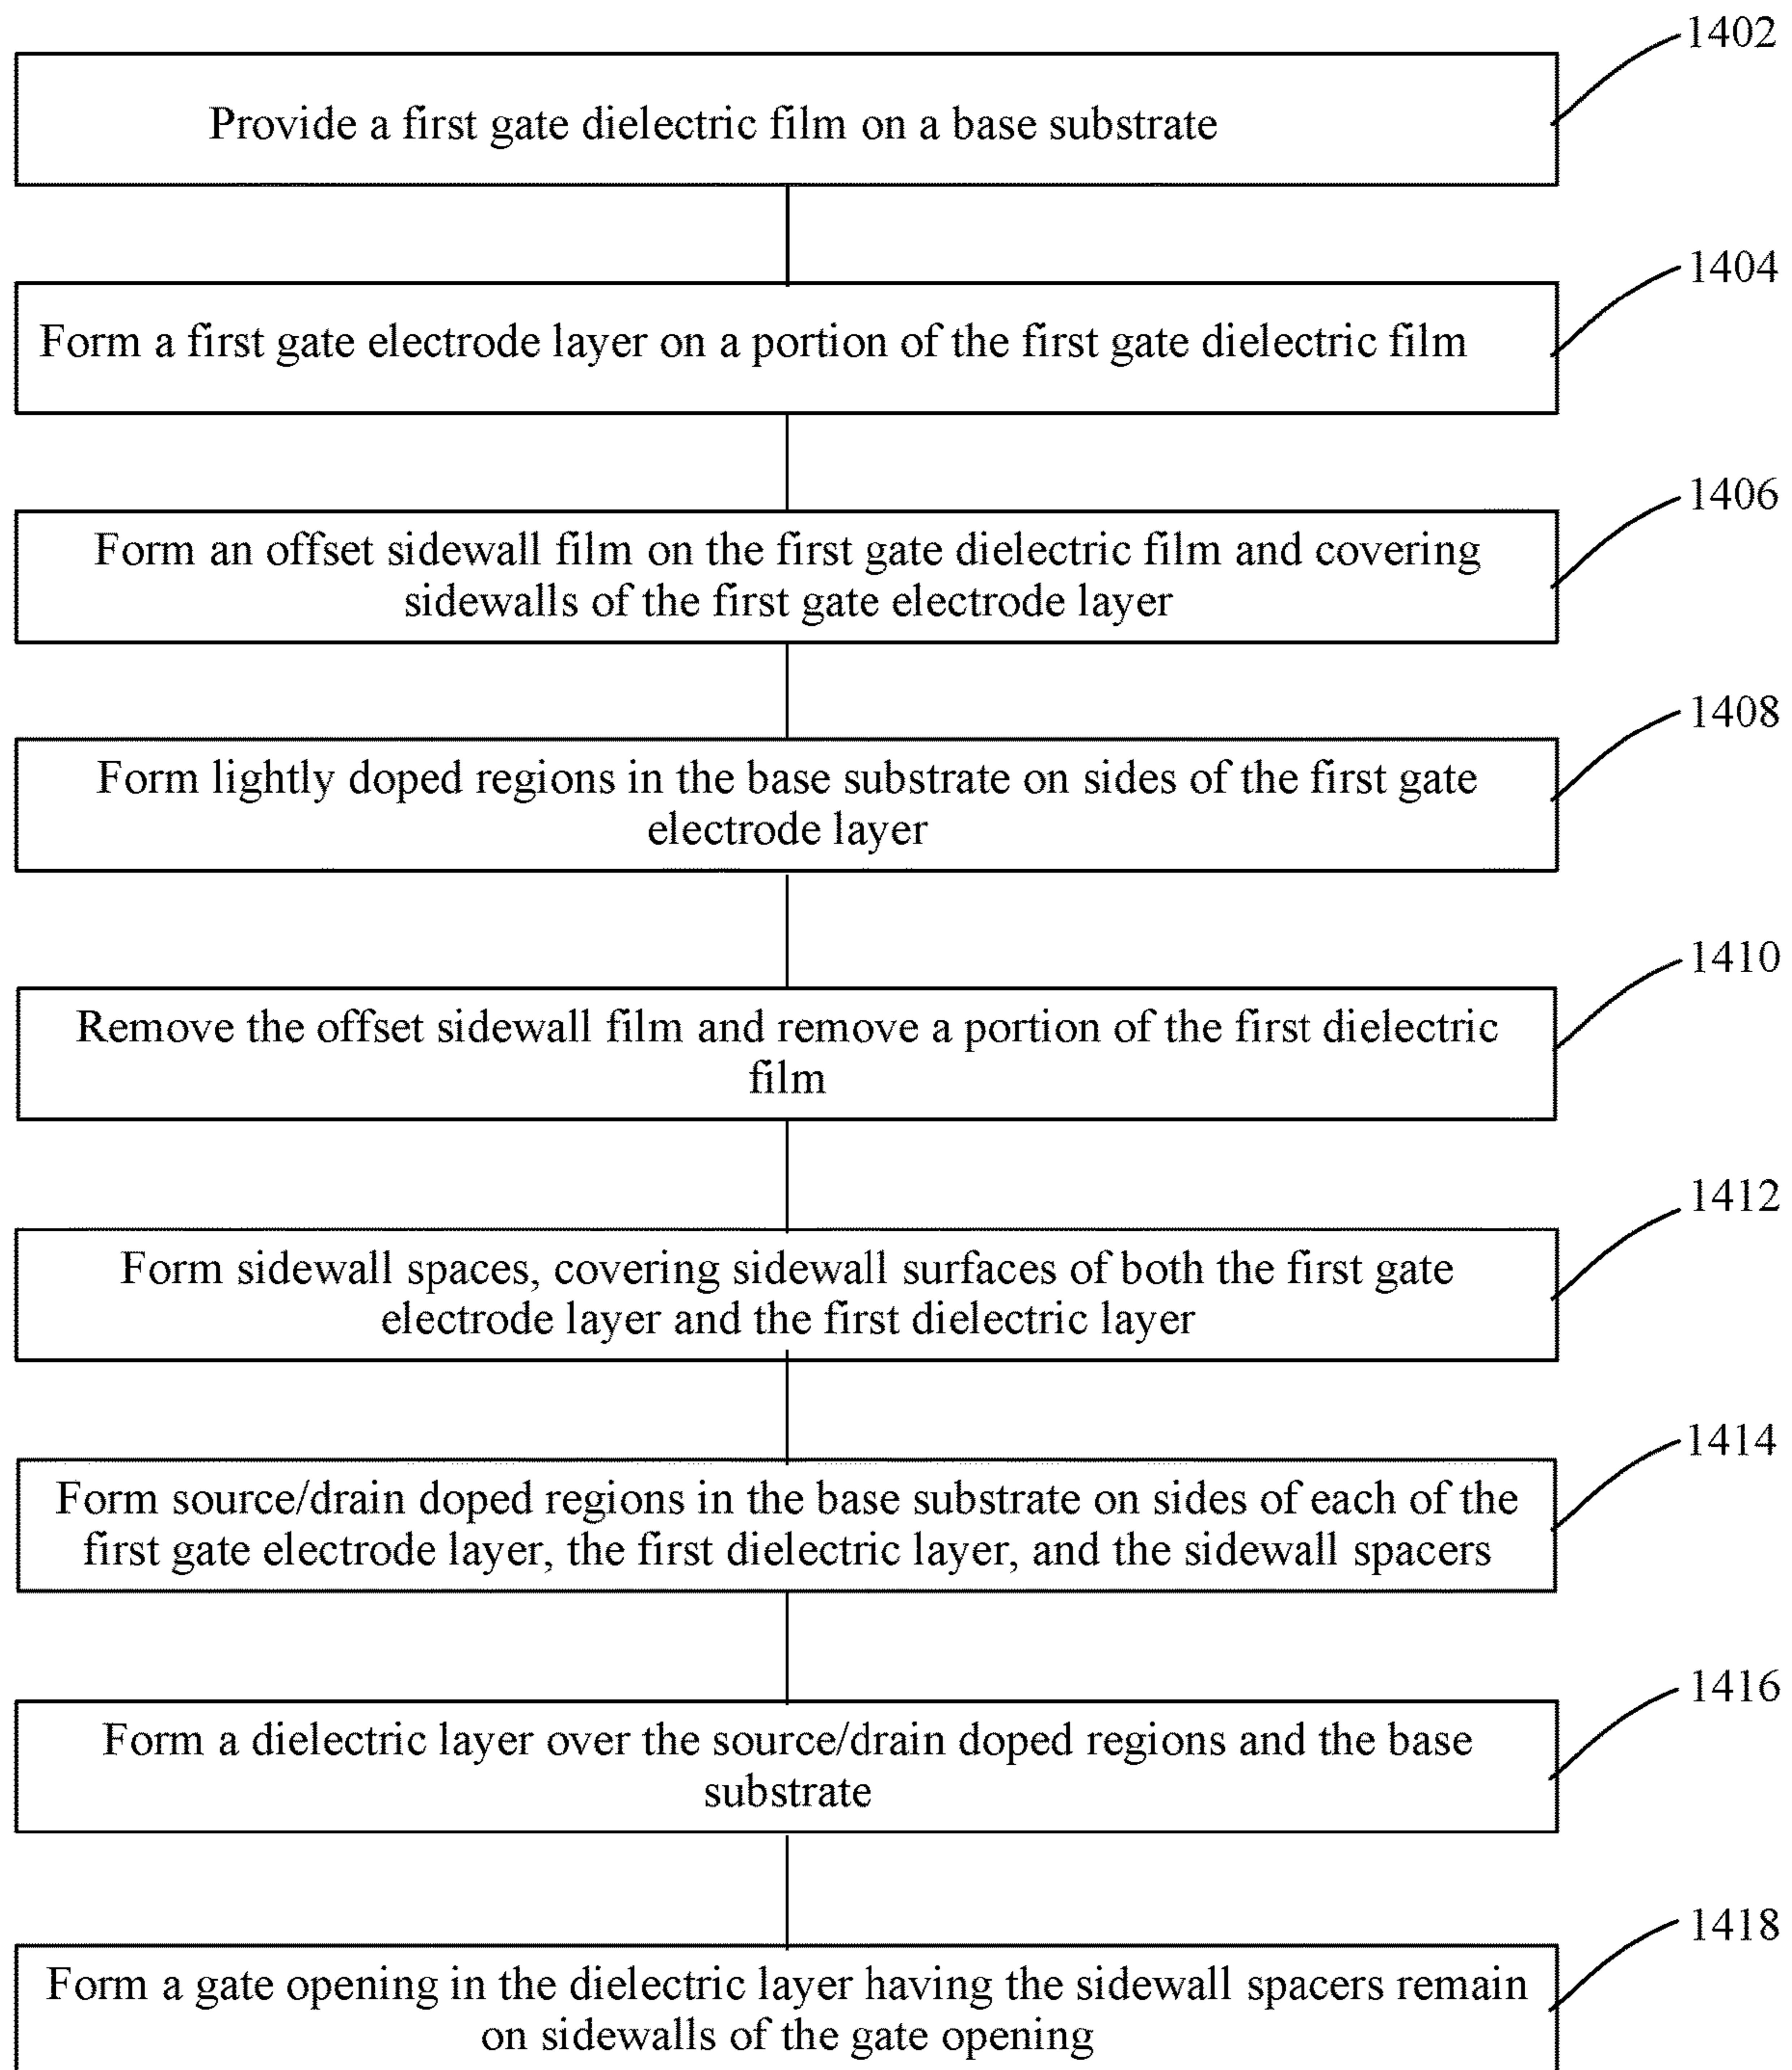 1402
Provide a first gate dielectric film on a base substrate
1404
Form a first gate electrode layer on a portion of the first gate dielectric film
1406
Form an offset sidewall film on the first gate dielectric film and covering
sidewalls of the first gate electrode layer
1408
Form lightly doped regions in the base substrate on sides of the first gate
electrode layer
1410
Remove the offset sidewall film and remove a portion of the first dielectric
film
1412
Form sidewall spaces, covering sidewall surfaces of both the first gate
electrode layer and the first dielectric layer
1414
Form source/drain doped regions in the base substrate on sides of each of the
first gate electrode layer, the first dielectric layer, and the sidewall spacers
1416
Form a dielectric layer over the source/drain doped regions and the base
substrate
1418
Form a gate opening in the dielectric layer having the sidewall spacers remain
on sidewalls of the gate opening